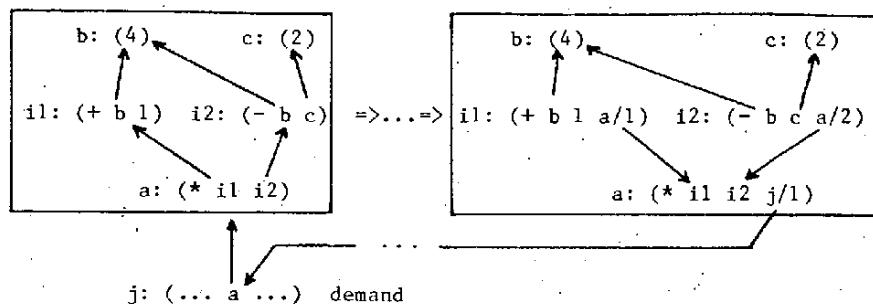 b: (4) c: (2) b: (4) c: (2)
i1: (+ b 1) i2: (- b c) =>...=> i1: (+ b 1 a/1) i2: (- b c a/2)
a: (* i1 i2) a: (* i1 i2 j/1)
...
j: (... a ...) demand